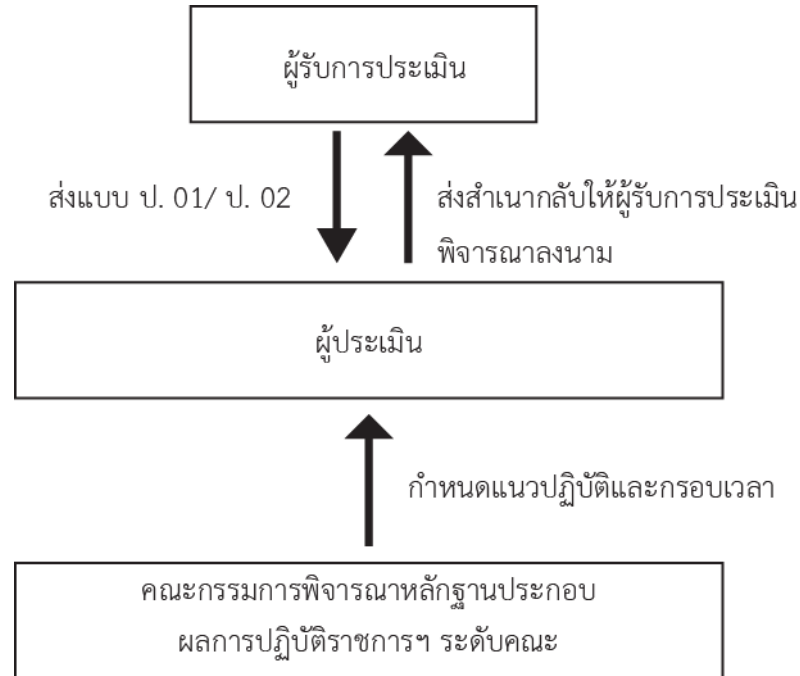 ผู้รับการประเมิน
ส่งแบบ ป. 01/ ป. 02
ส่งสำเนากลับให้ผู้รับการประเมิน
พิจารณาลงนาม
ผู้ประเมิน
กำหนดแนวปฏิบัติและกรอบเวลา
คณะกรรมการพิจารณาหลักฐานประกอบ
ผลการปฏิบัติราชการฯ ระดับคณะ